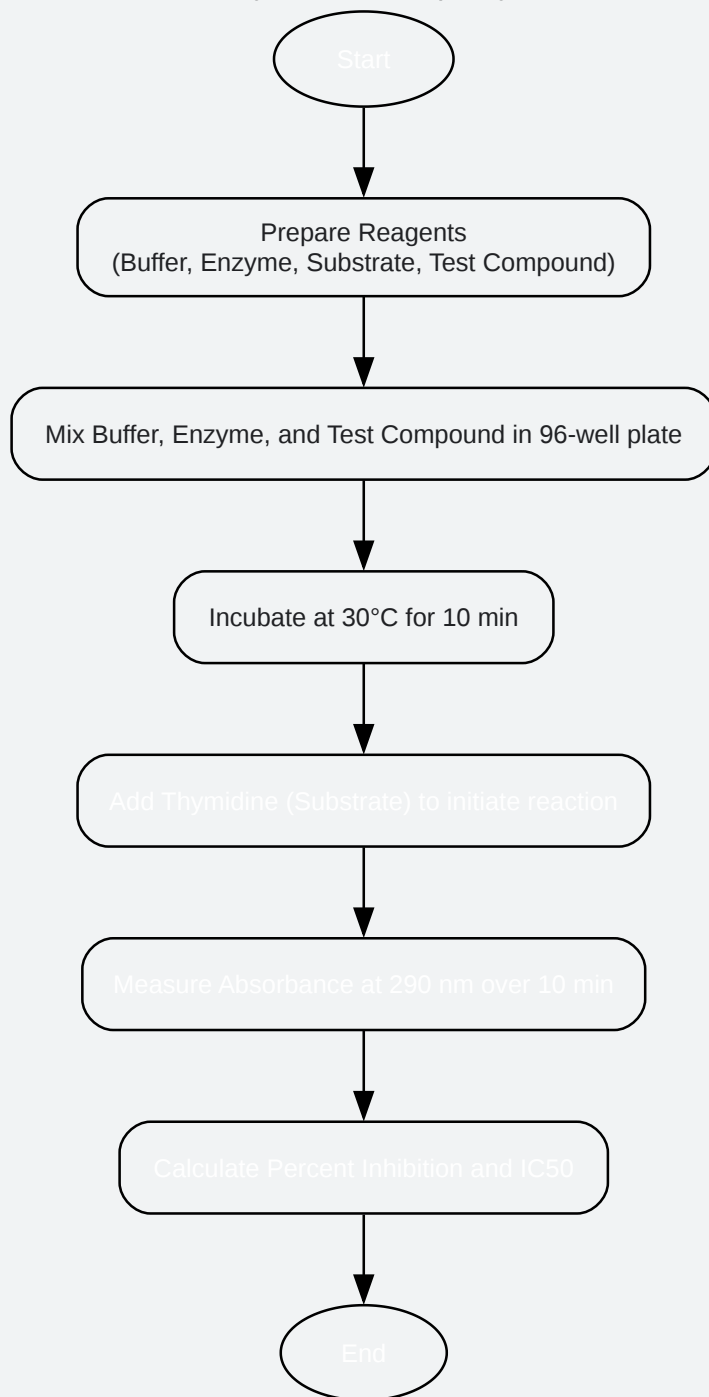 Start
Prepare Reagents
(Buffer, Enzyme, Substrate, Test Compound)
Mix Buffer, Enzyme, and Test Compound in 96-well plate
Incubate at 30°C for 10 min
Add Thymidine (Substrate) to initiate reaction
Measure Absorbance at 290 nm over 10 min
Calculate Percent Inhibition and IC50
End